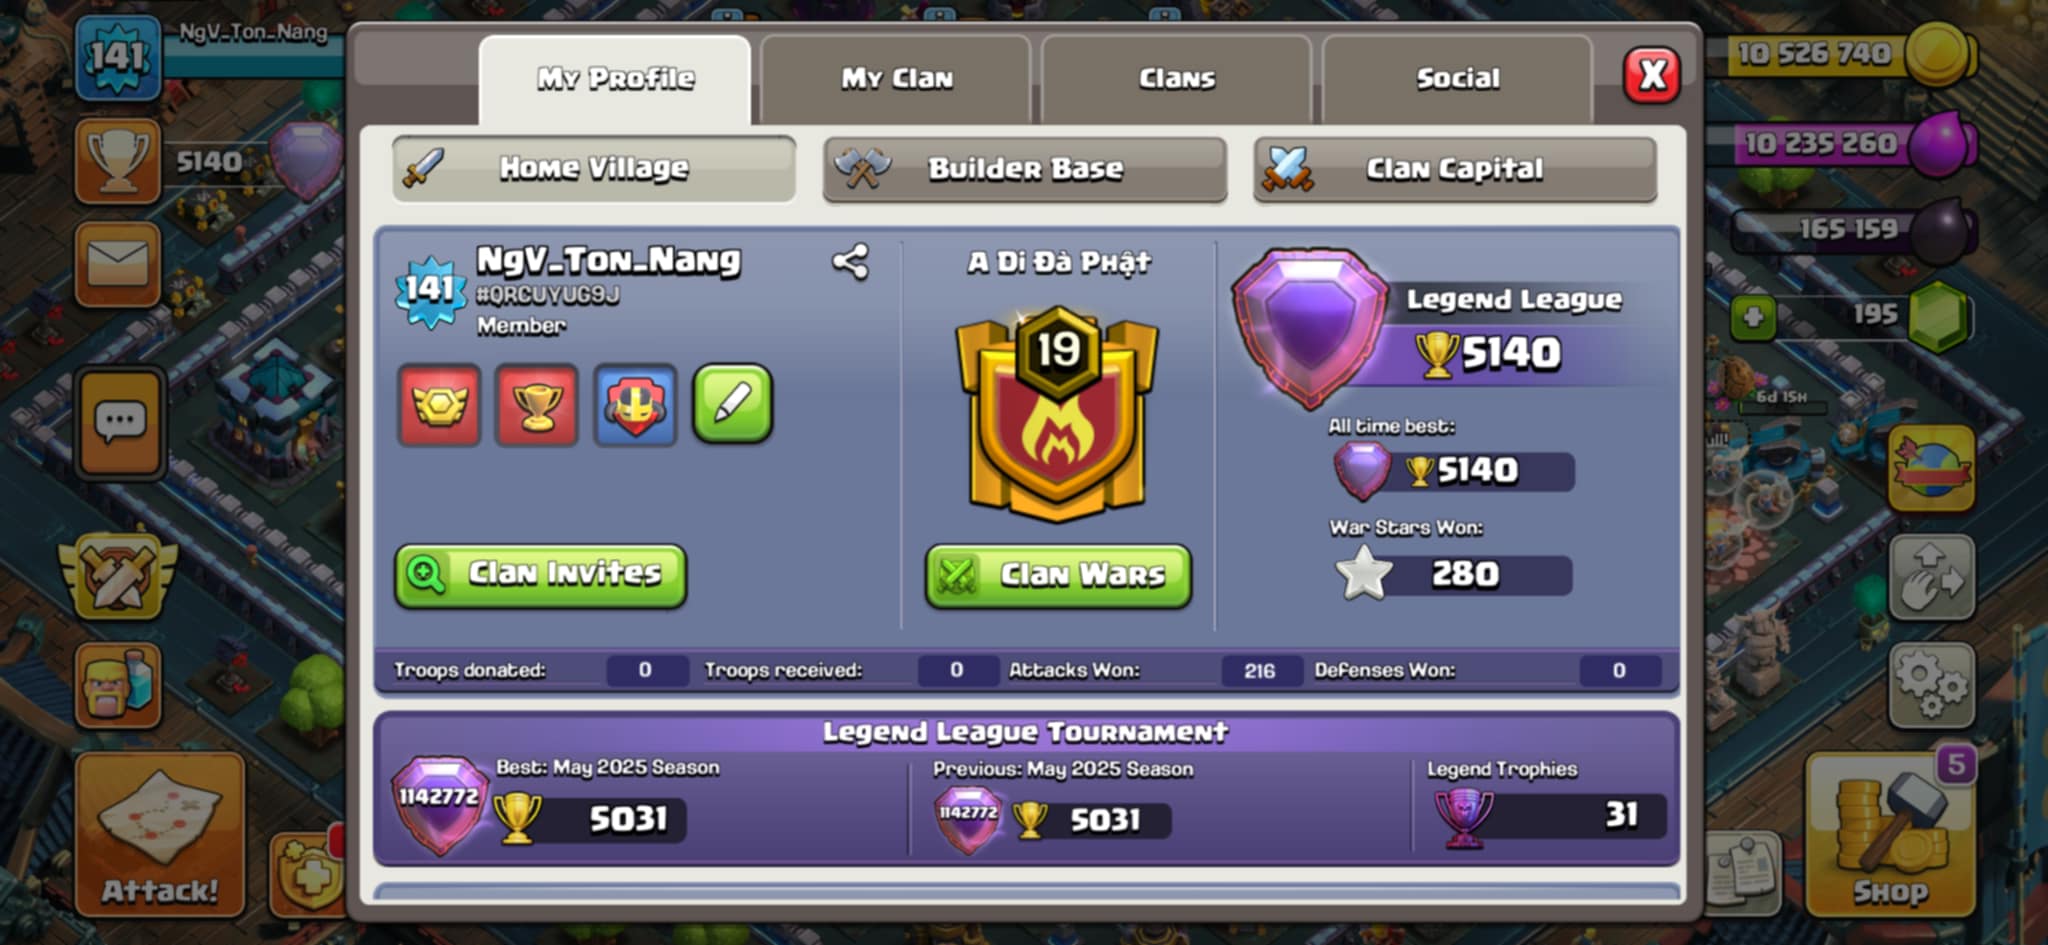 141
NgV_Ton_Nang
My Profile
My Clan
Clans
Social
X
10 526 740
5140
Home Village
Builder Base
Clan Capital
10 235 260
165 159
195
141
NgV_Ton_Nang
#QRCUYUG9J
Member
A Di Đà Phật
19
Legend League
5140
All time best:
5140
War Stars Won:
280
6d 15H
Clan Invites
Clan Wars
Troops donated: 0
Troops received: 0
Attacks Won: 216
Defenses Won: 0
Legend League Tournament
Best: May 2025 Season
1142772
5031
Previous: May 2025 Season
1142772
5031
Legend Trophies
31
Attack!
5
Shop